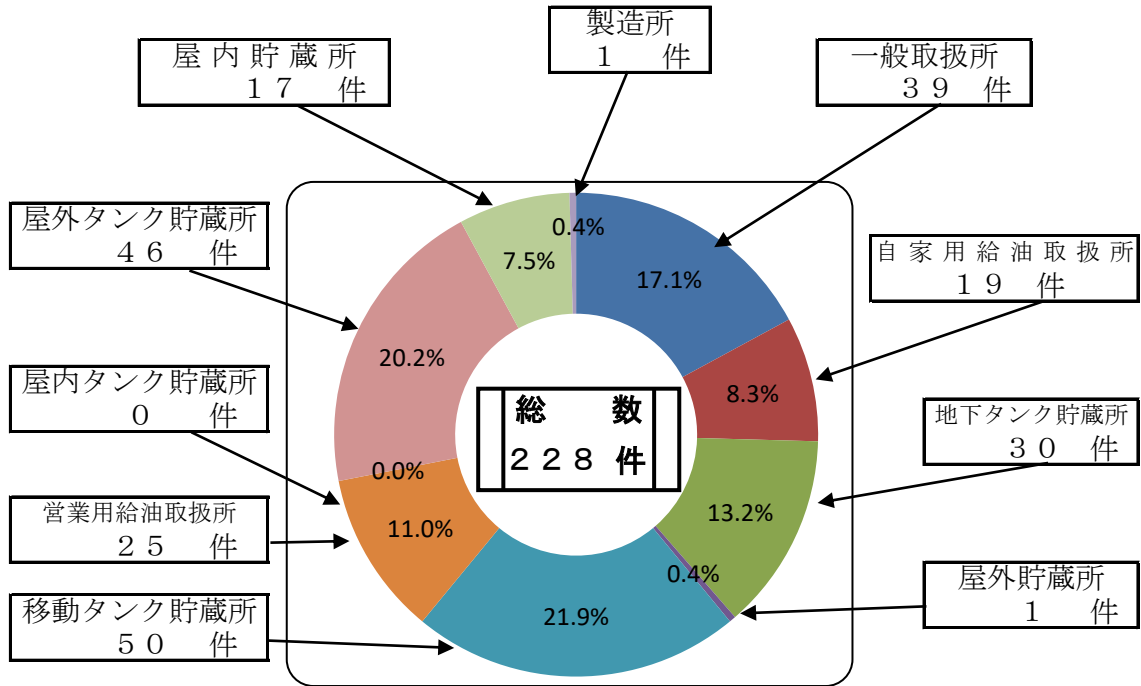 製造所
１　件
屋内貯蔵所
１７　件
一般取扱所
３９　件
屋外タンク貯蔵所
４６　件
自家用給油取扱所
１９　件
屋内タンク貯蔵所
０　件
地下タンク貯蔵所
３０　件
営業用給油取扱所
２５　件
屋外貯蔵所
１　件
移動タンク貯蔵所
５０　件
0.4%
7.5%
17.1%
20.2%
8.3%
総　数
２２８ 件
0.0%
11.0%
13.2%
0.4%
21.9%